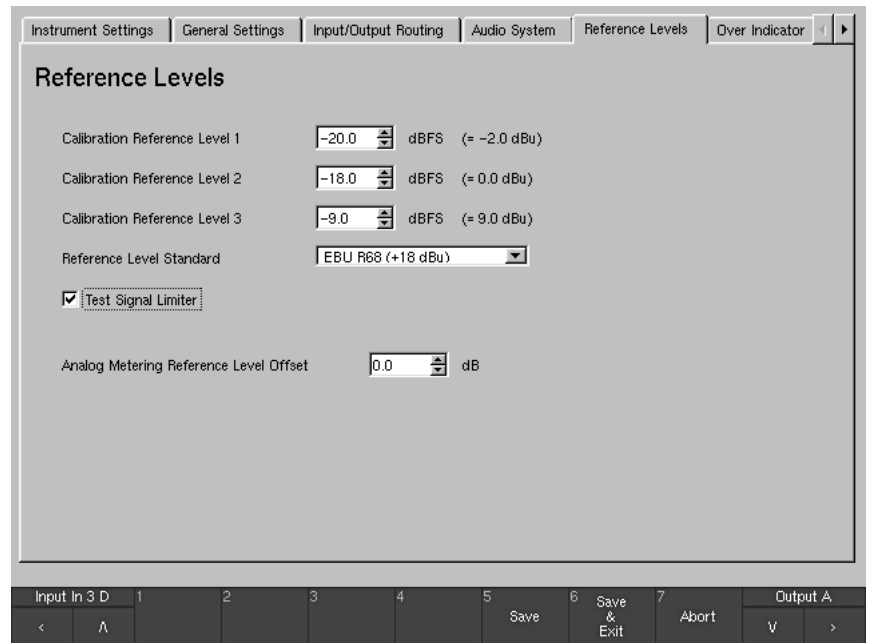 Instrument Settings General Settings Input/Output Routing Audio System Reference Levels Over Indicator
Reference Levels
Calibration Reference Level 1 -20.0 dBFS (= -2.0 dBu)
Calibration Reference Level 2 -18.0 dBFS (= 0.0 dBu)
Calibration Reference Level 3 -9.0 dBFS (= 9.0 dBu)
Reference Level Standard EBU R68 (+18 dBu)
Test Signal Limiter
Analog Metering Reference Level Offset 0.0 dB
Input In 3 D 1 2 3 4 5 6 7 Output A
< Λ Save Save & Exit Abort V >